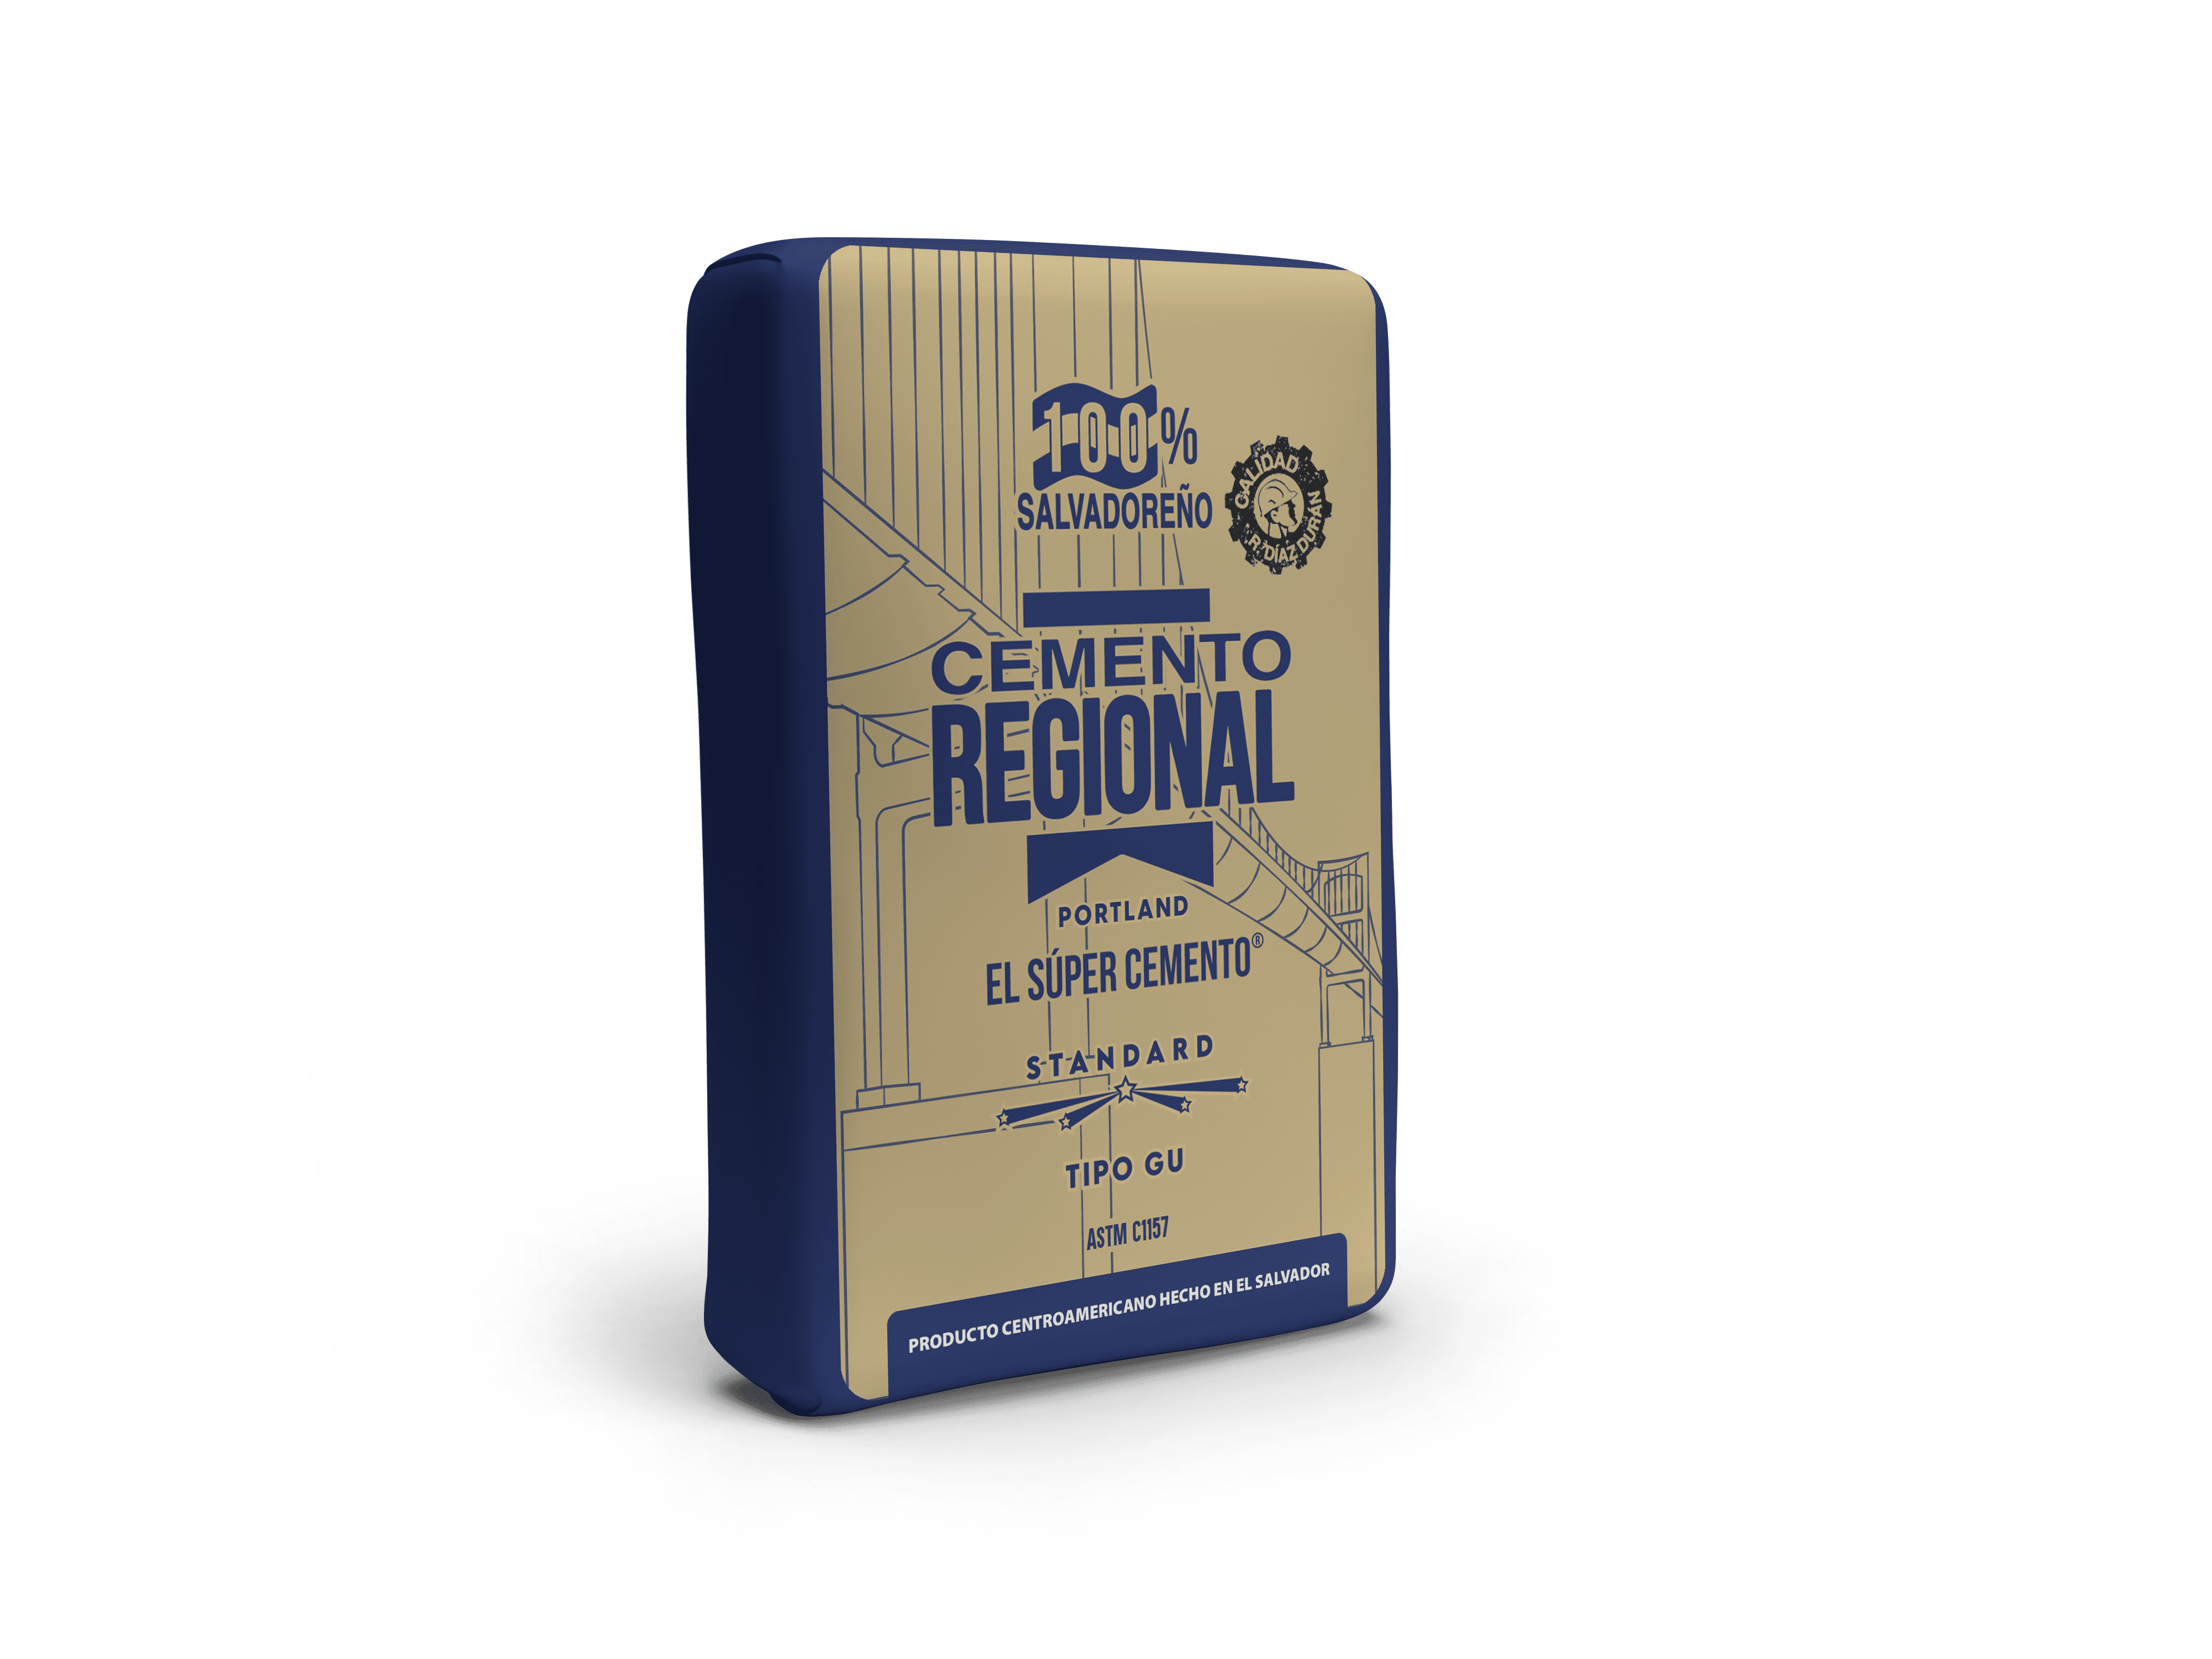 100%
SALVADOREÑO
CALIDAD
R. DÍAZ DURÁN
CEMENTO
REGIONAL
PORTLAND
EL SÚPER CEMENTO®
STANDARD
TIPO GU
ASTM C1157
PRODUCTO CENTROAMERICANO HECHO EN EL SALVADOR